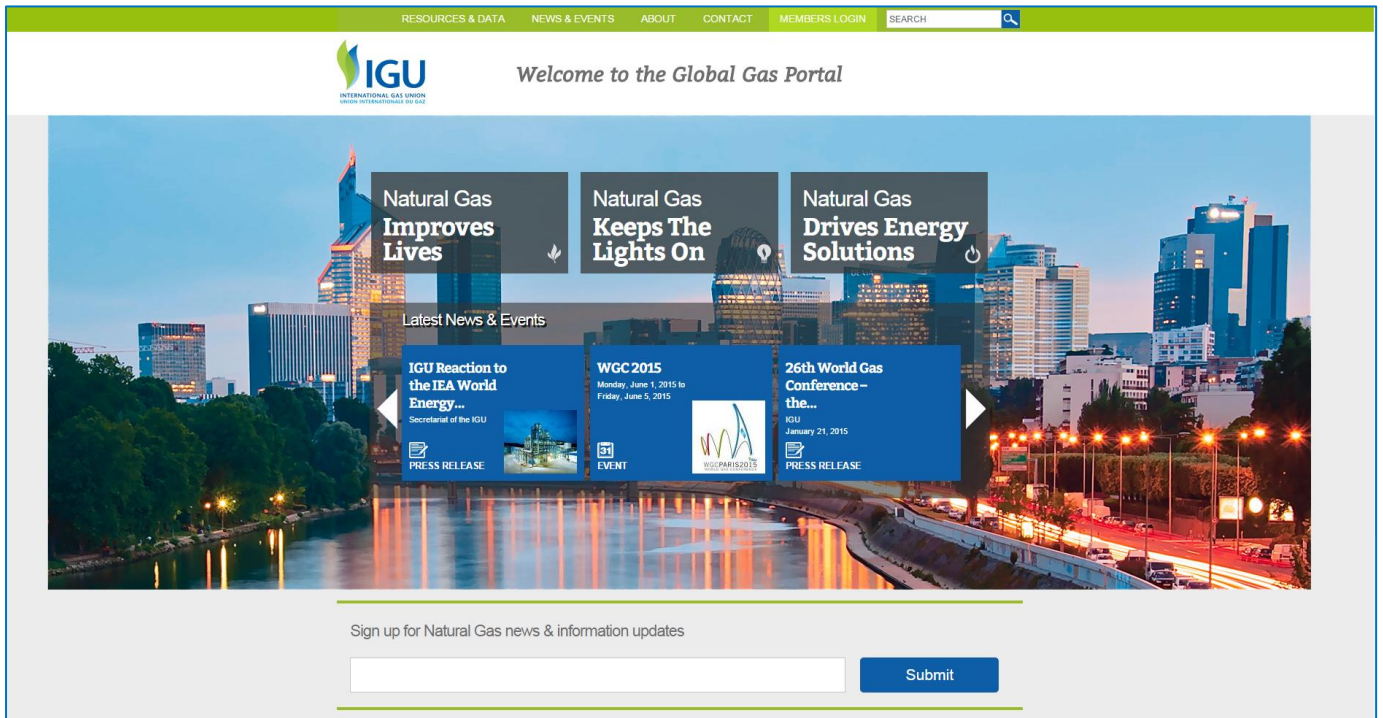 RESOURCES & DATA NEWS & EVENTS ABOUT CONTACT MEMBERS LOGIN SEARCH
IGU
INTERNATIONAL GAS UNION
UNION INTERNATIONALE DU GAZ
Welcome to the Global Gas Portal
Natural Gas
Improves
Lives
Natural Gas
Keeps The
Lights On
Natural Gas
Drives Energy
Solutions
Latest News & Events
IGU Reaction to
the IEA World
Energy...
Secretariat of the IGU
PRESS RELEASE
WGC 2015
Monday, June 1, 2015 to
Friday, June 5, 2015
31
EVENT
WGCPARIS2015
WORLD GAS CONFERENCE
26th World Gas
Conference –
the...
IGU
January 21, 2015
PRESS RELEASE
Sign up for Natural Gas news & information updates
Submit